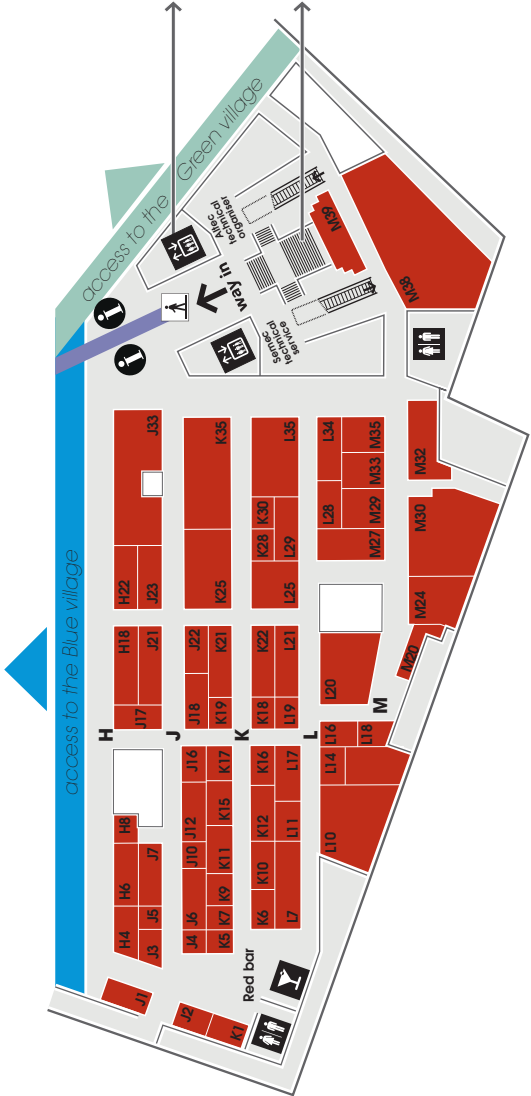 access to the Green village
Altec
technical
organiser
way in
M39
M38
i
i
Semec
technical
service
access to the Blue village
J33
K35
L35
L34
M35
M33
M32
K30
L28
M29
M30
K28
L29
M27
H22
J23
K25
L25
M24
H18
J21
J22
K21
K22
L21
M20
L20
J17
J18
K19
K18
L19
M
H
J
K
L
L16
L18
J16
K17
K16
L17
L14
H8
J12
K15
K12
L11
L10
J7
J10
K11
K10
H6
J6
K9
K6
L7
H4
J5
J3
J4
K7
K5
Red bar
J1
J2
K1